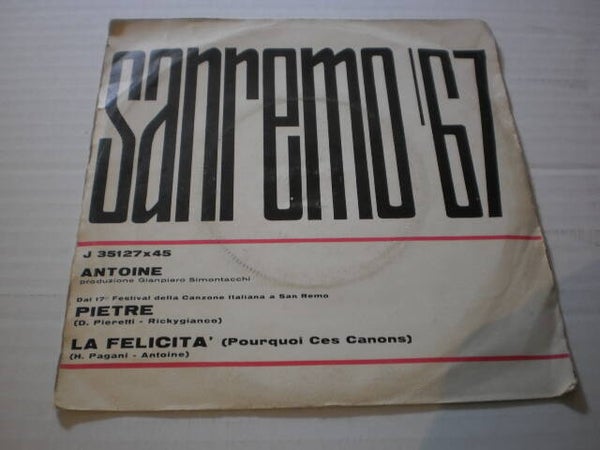 sanremo '67
J 35127x45
ANTOINE
produzione Gianpiero Simontacchi
Dal 17° Festival della Canzone Italiana a San Remo
PIETRE
(D. Pieretti - Rickygianco)
LA FELICITA' (Pourquoi Ces Canons)
(H. Pagani - Antoine)